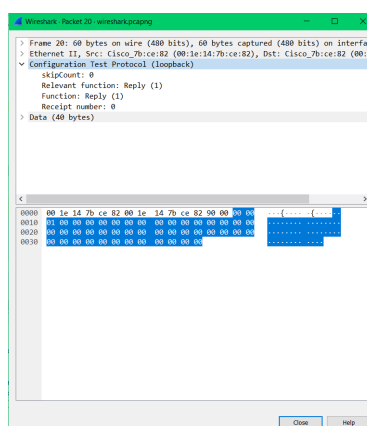 Wireshark · Packet 20 · wireshark.pcapng
Frame 20: 60 bytes on wire (480 bits), 60 bytes captured (480 bits) on interfa
Ethernet II, Src: Cisco_7b:ce:82 (00:1e:14:7b:ce:82), Dst: Cisco_7b:ce:82 (00:
Configuration Test Protocol (loopback)
skipCount: 0
Relevant function: Reply (1)
Function: Reply (1)
Receipt number: 0
Data (40 bytes)
0000 00 1e 14 7b ce 82 00 1e 14 7b ce 82 90 00 00 00 ...{.... .{......
0010 01 00 00 00 00 00 00 00 00 00 00 00 00 00 00 00 ........ ........
0020 00 00 00 00 00 00 00 00 00 00 00 00 00 00 00 00 ........ ........
0030 00 00 00 00 00 00 00 00 00 00 00 00 ........ ....
Close Help